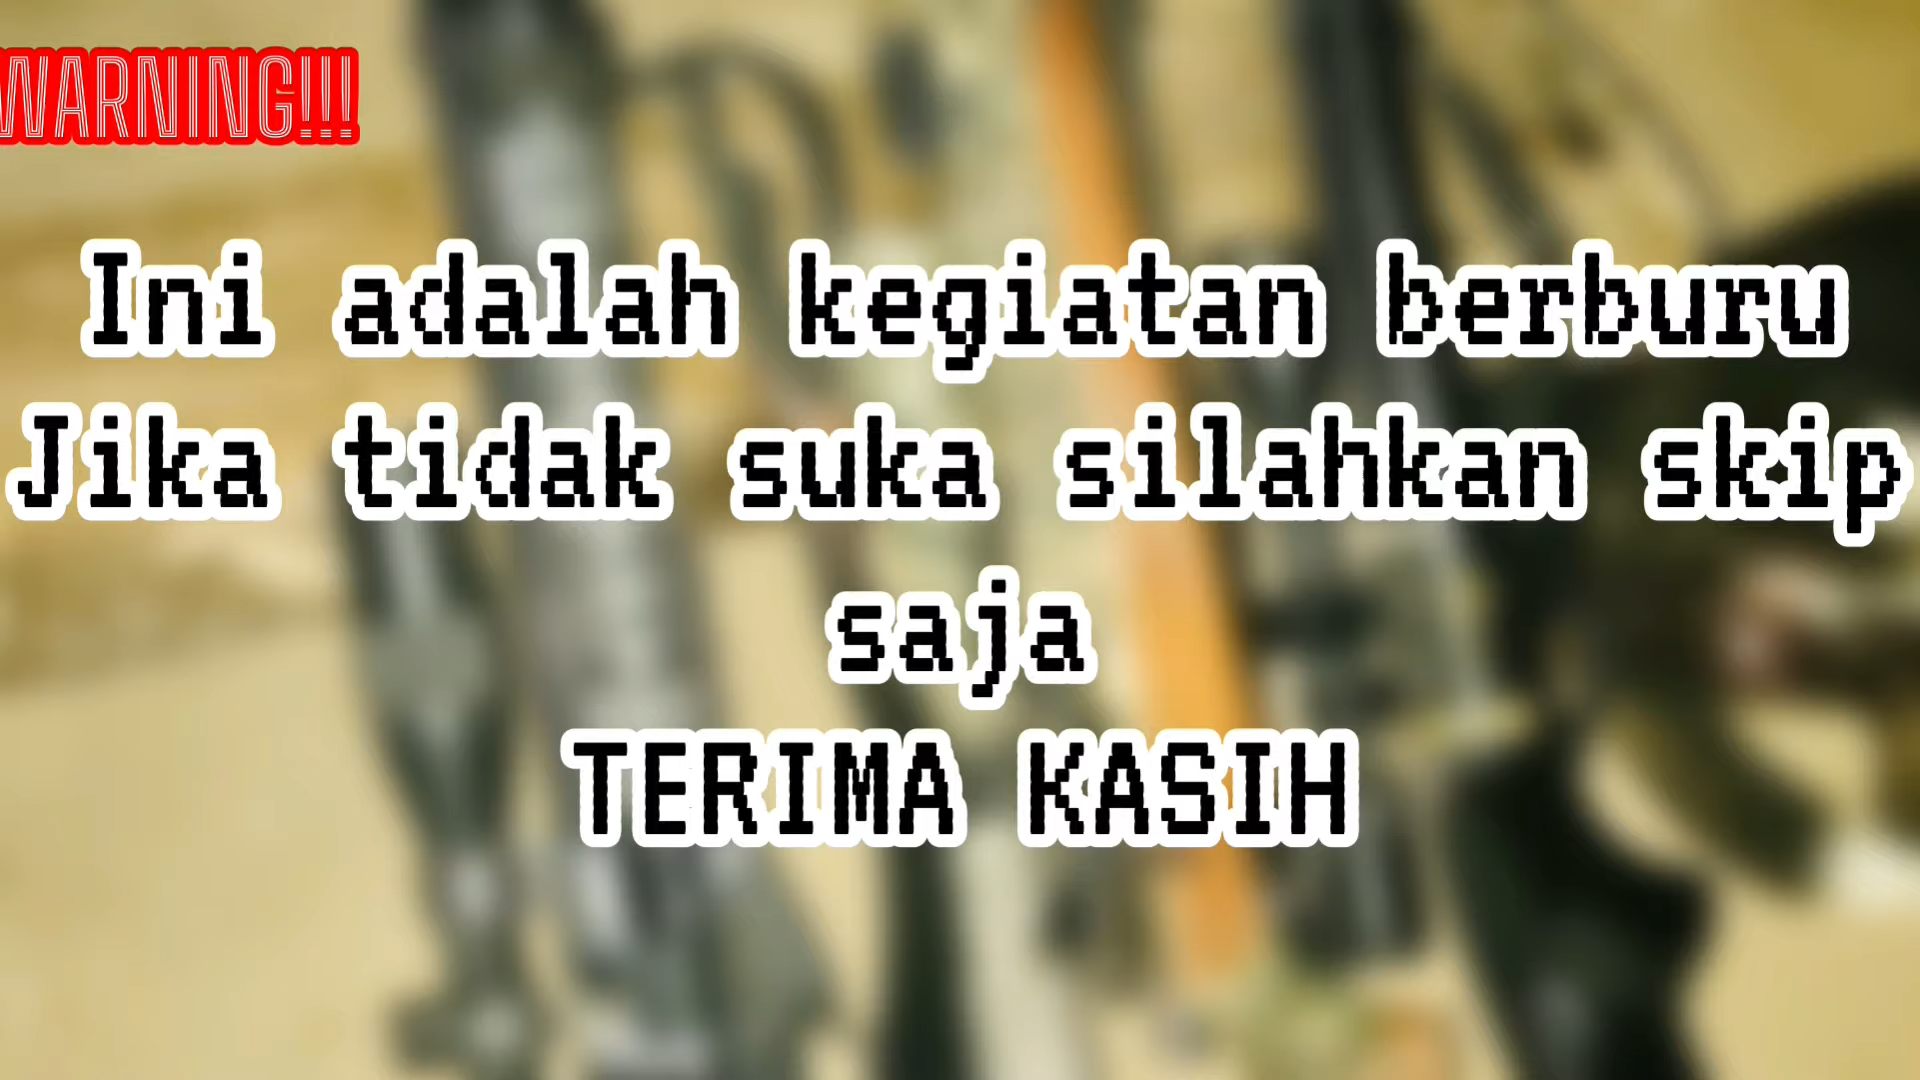 WARNING!!!
Ini adalah kegiatan berburu
Jika tidak suka silahkan skip
saja
TERIMA KASIH